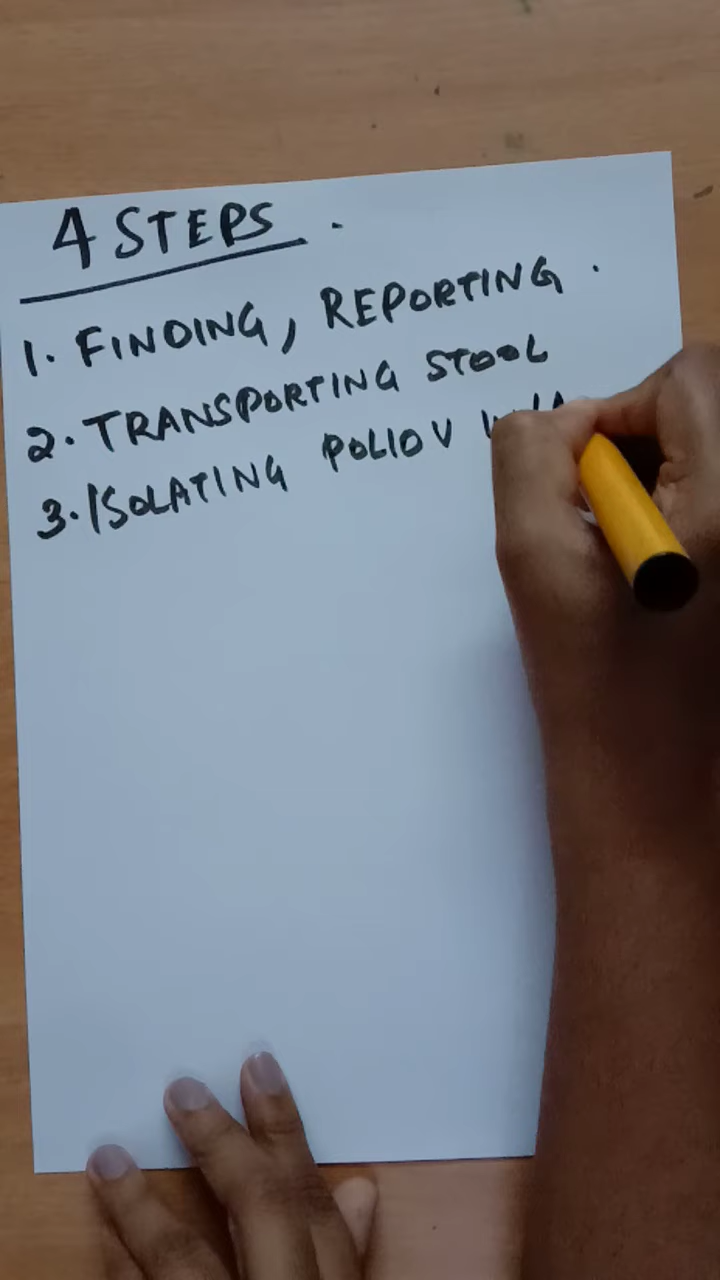 4 STEPS.
1. FINDING, REPORTING.
2. TRANSPORTING STOOL
3. ISOLATING POLIOV